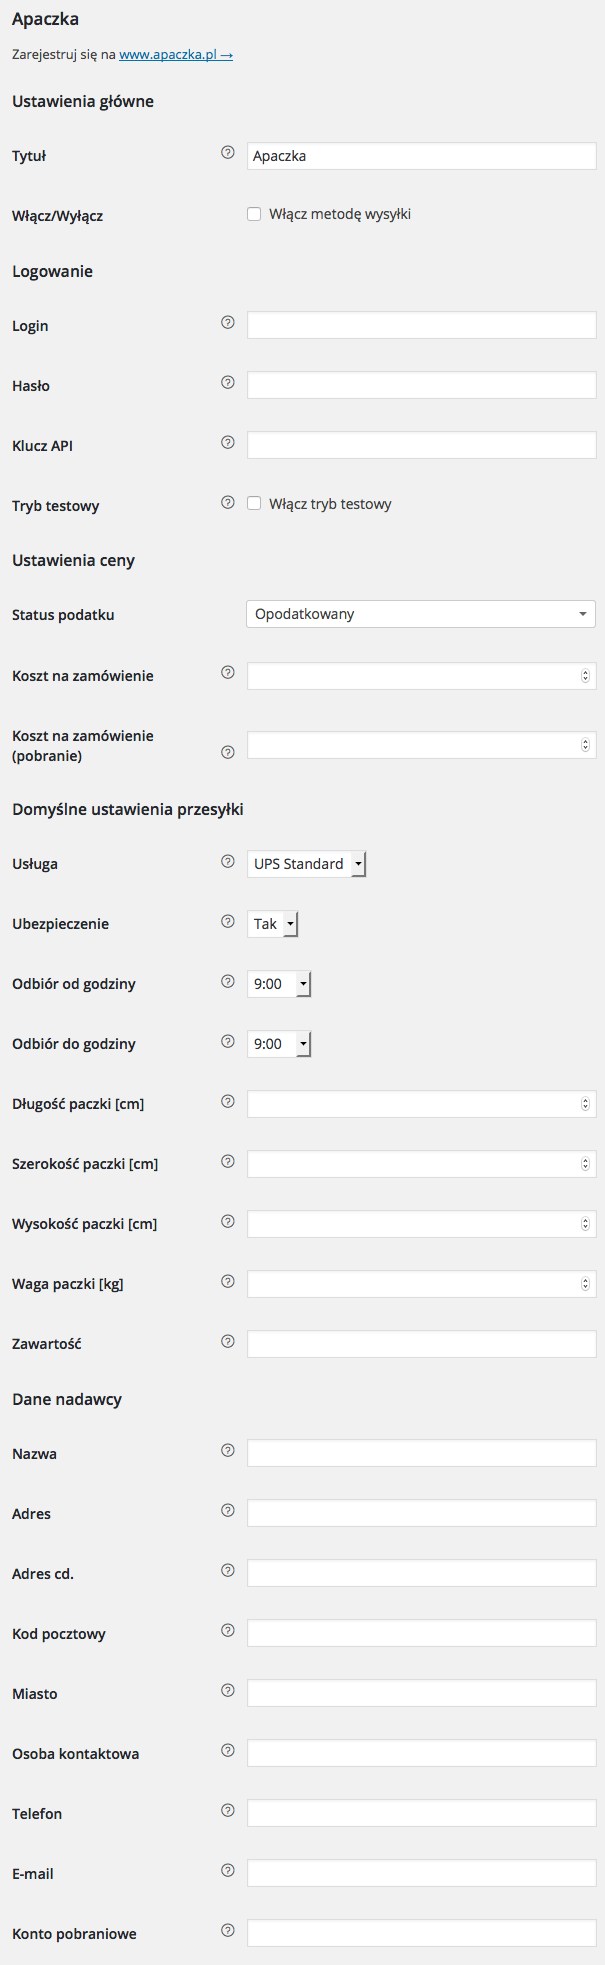 Apaczka
Zarejestruj się na www.apaczka.pl →
Ustawienia główne
Tytuł
Apaczka
Włącz/Wyłącz
Włącz metodę wysyłki
Logowanie
Login
Hasło
Klucz API
Tryb testowy
Włącz tryb testowy
Ustawienia ceny
Status podatku
Opodatkowany
Koszt na zamówienie
Koszt na zamówienie
(pobranie)
Domyślne ustawienia przesyłki
Usługa
UPS Standard
Ubezpieczenie
Tak
Odbiór od godziny
9:00
Odbiór do godziny
9:00
Długość paczki [cm]
Szerokość paczki [cm]
Wysokość paczki [cm]
Waga paczki [kg]
Zawartość
Dane nadawcy
Nazwa
Adres
Adres cd.
Kod pocztowy
Miasto
Osoba kontaktowa
Telefon
E-mail
Konto pobraniowe